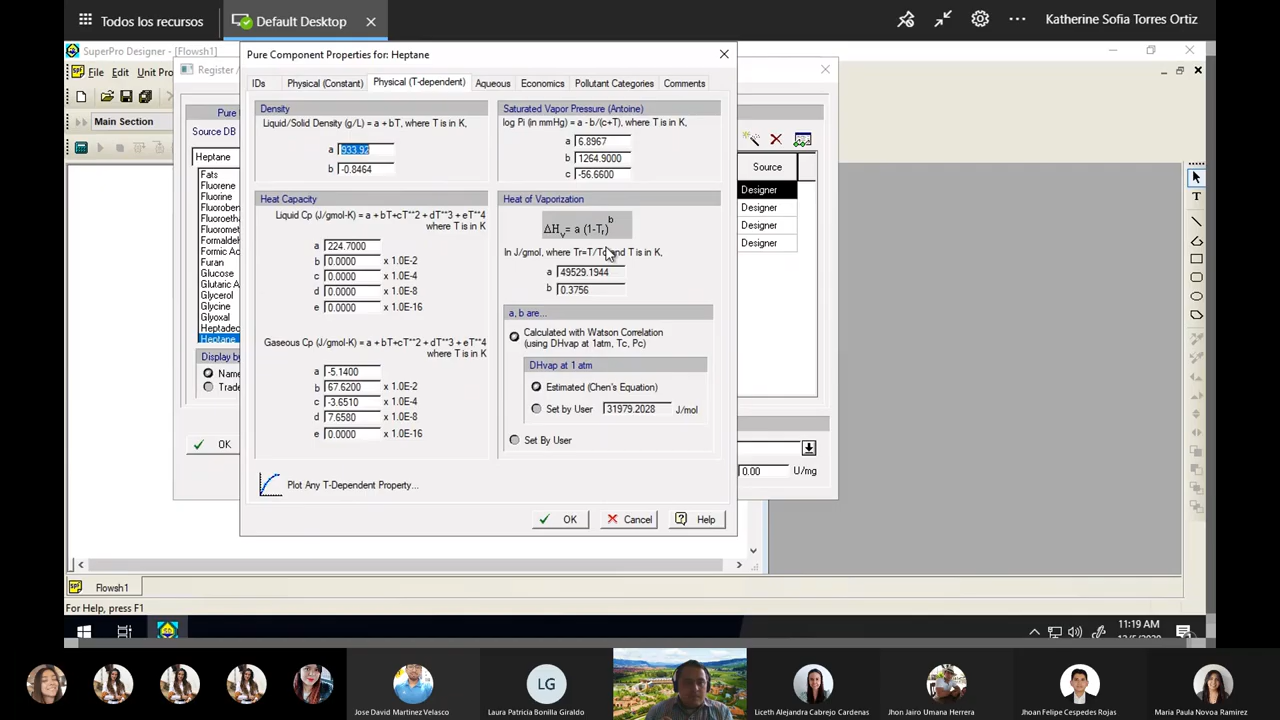 Todos los recursos
Default Desktop
Katherine Sofia Torres Ortiz
SuperPro Designer - [Flowsh1]
File Edit Unit Pro
Main Section
Register
Pure
Source DB
Heptane
Fats
Fluorene
Fluorine
Fluorobe
Fluoroeth
Fluorometh
Formaldeh
Formic Ac
Furan
Glucose
Glutaric Ac
Glycerol
Glycine
Glyoxal
Heptadec
Heptane
Display by
Name
Trade
OK
Pure Component Properties for: Heptane
IDs Physical (Constant) Physical (T-dependent) Aqueous Economics Pollutant Categories Comments
Density
Liquid/Solid Density (g/L) = a + bT, where T is in K,
a 933.92
b -0.8464
Heat Capacity
Liquid Cp (J/gmol-K) = a + bT+cT**2 + dT**3 + eT**4
where T is in K
a 224.7000
b 0.0000 x 1.0E-2
c 0.0000 x 1.0E-4
d 0.0000 x 1.0E-8
e 0.0000 x 1.0E-16
Gaseous Cp (J/gmol-K) = a + bT+cT**2 + dT**3 + eT**4
where T is in K
a -5.1400
b 67.6200 x 1.0E-2
c -3.6510 x 1.0E-4
d 7.6580 x 1.0E-8
e 0.0000 x 1.0E-16
Plot Any T-Dependent Property...
Saturated Vapor Pressure (Antoine)
log Pi (in mmHg) = a - b/(c+T), where T is in K,
a 6.8967
b 1264.9000
c -56.6600
Heat of Vaporization
ΔHv= a (1-Tr)b
In J/gmol, where Tr=T/Tc and T is in K,
a 49529.1944
b 0.3756
a, b are...
Calculated with Watson Correlation
(using DHvap at 1atm, Tc, Pc)
DHvap at 1 atm
Estimated (Chen's Equation)
Set by User 31979.2028 J/mol
Set By User
OK Cancel Help
Source
Designer
Designer
Designer
Designer
0.00 U/mg
Flowsh1
For Help, press F1
11:19 AM
Jose David Martinez Velasco
LG
Laura Patricia Bonilla Giraldo
Liceth Alejandra Cabrejo Cardenas
Jhon Jairo Umana Herrera
Jhoan Felipe Cespedes Rojas
Maria Paula Novoa Ramirez